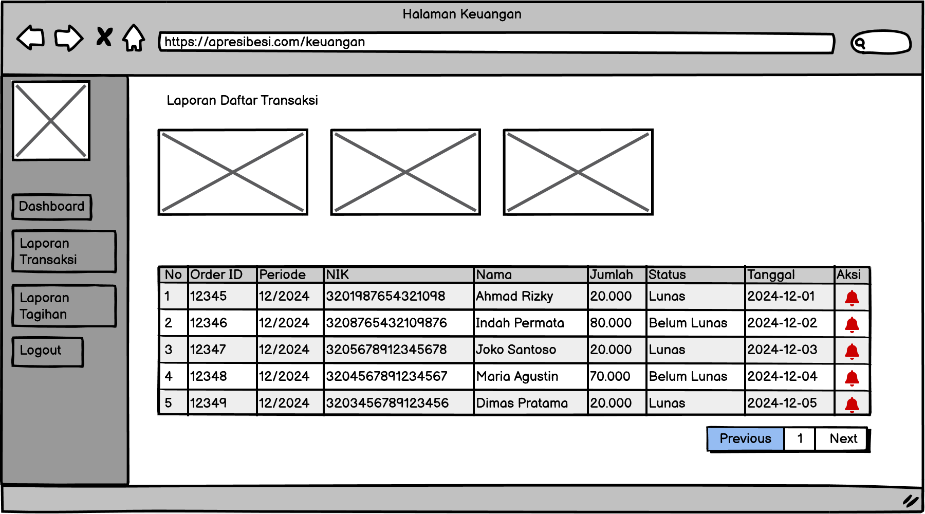 Halaman Keuangan
https://apresibesi.com/keuangan
Laporan Daftar Transaksi
Dashboard
Laporan
Transaksi
Laporan
Tagihan
Logout
No Order ID Periode NIK Nama Jumlah Status Tanggal Aksi
1 12345 12/2024 3201987654321098 Ahmad Rizky 20.000 Lunas 2024-12-01
2 12346 12/2024 3208765432109876 Indah Permata 80.000 Belum Lunas 2024-12-02
3 12347 12/2024 3205678912345678 Joko Santoso 20.000 Lunas 2024-12-03
4 12348 12/2024 3204567891234567 Maria Agustin 70.000 Belum Lunas 2024-12-04
5 12349 12/2024 3203456789123456 Dimas Pratama 20.000 Lunas 2024-12-05
Previous 1 Next